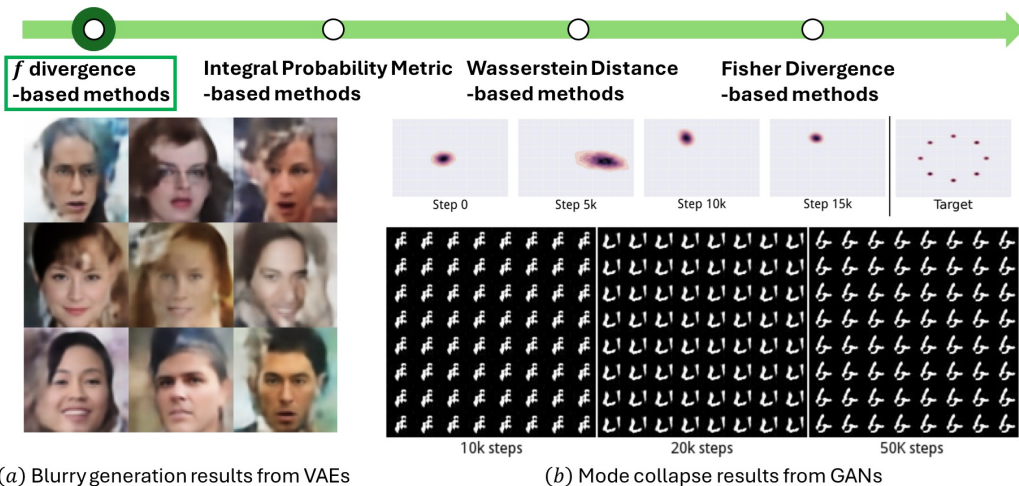 f divergence
-based methods
Integral Probability Metric
-based methods
Wasserstein Distance
-based methods
Fisher Divergence
-based methods
Step 0
Step 5k
Step 10k
Step 15k
Target
10k steps
20k steps
50K steps
(a) Blurry generation results from VAEs
(b) Mode collapse results from GANs